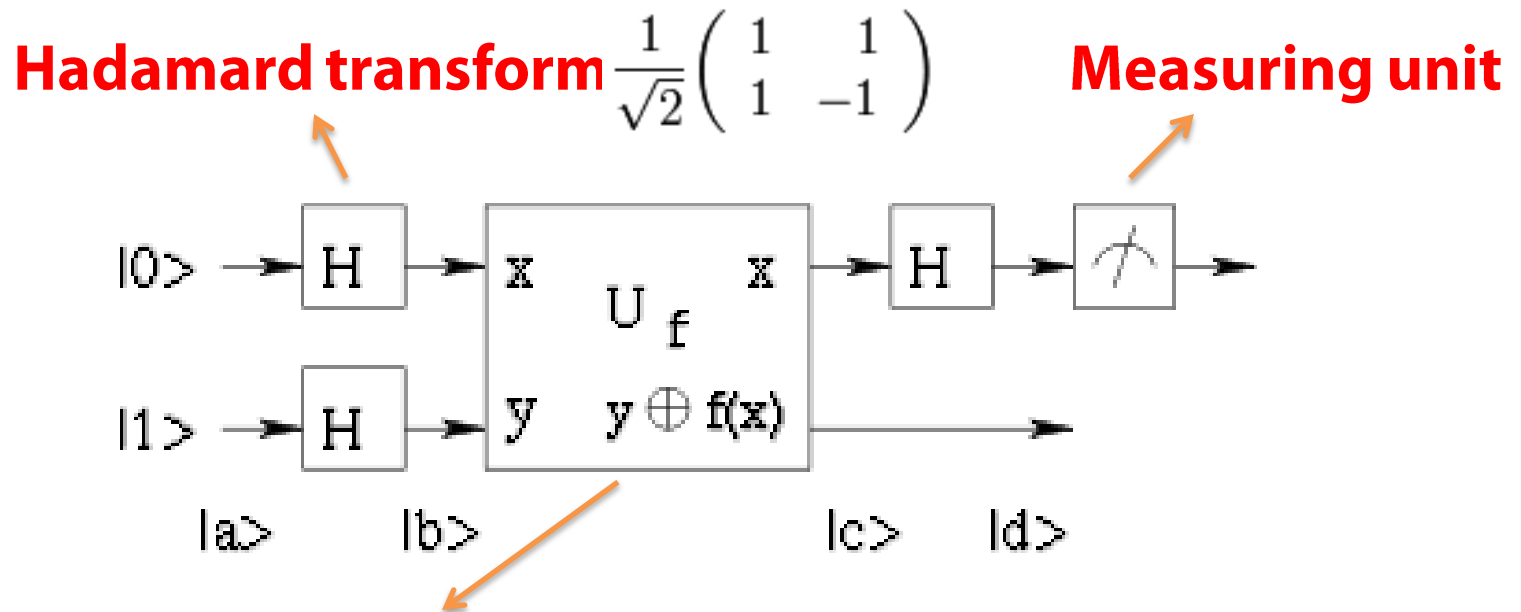 Hadamard transform 1/√2 ( 1 1 1 −1 )
Measuring unit
|0> H x x H
U f
|1> H y y ⊕ f(x)
|a> |b> |c> |d>